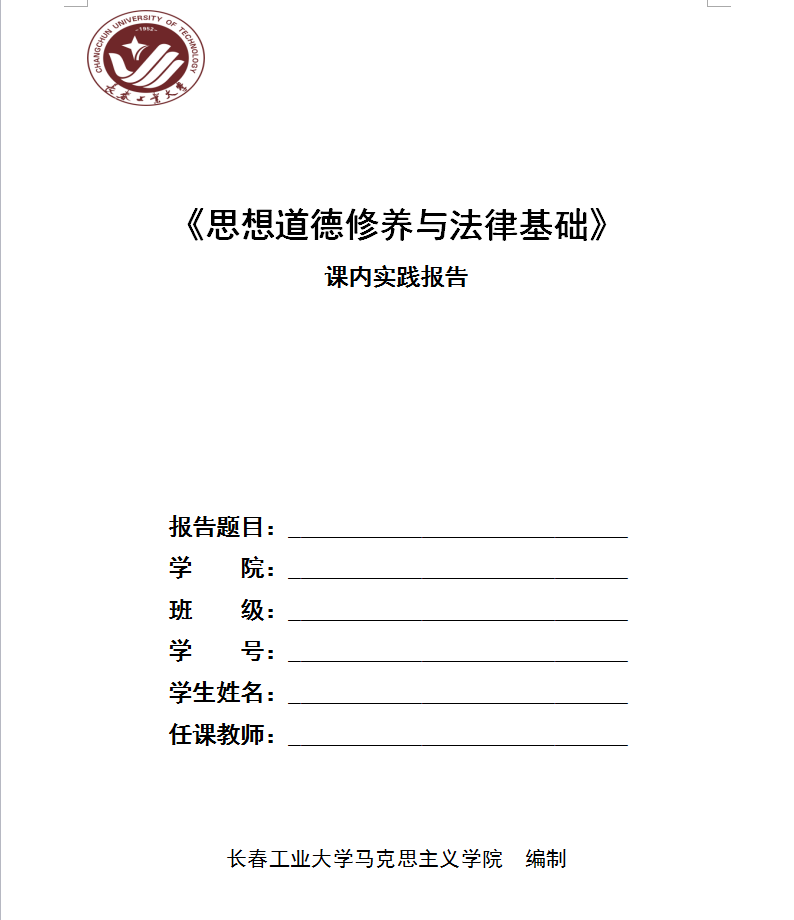 CHANGCHUN UNIVERSITY OF TECHNOLOGY
~1952~
长春工业大学
《思想道德修养与法律基础》
课内实践报告
报告题目：
学 院：
班 级：
学 号：
学生姓名：
任课教师：
长春工业大学马克思主义学院 编制